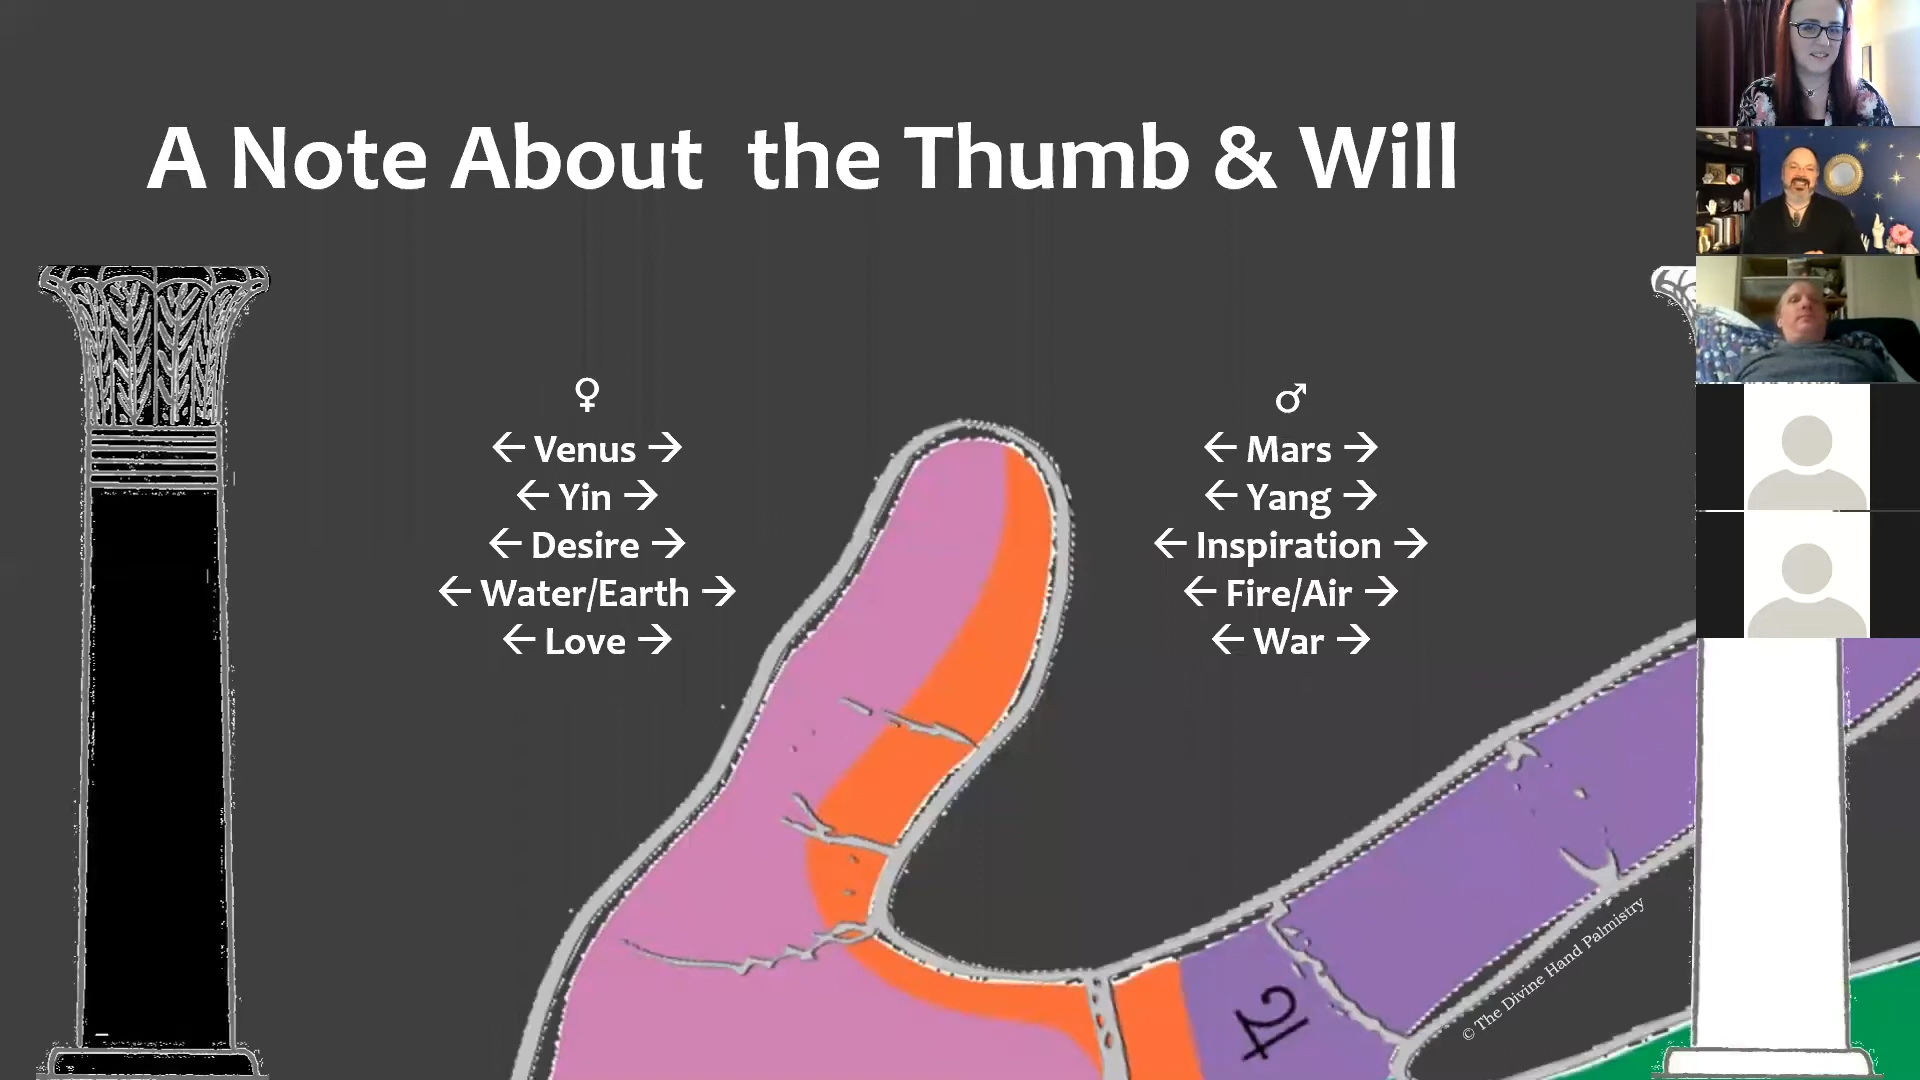 A Note About  the Thumb & Will
♀
← Venus →
← Yin →
← Desire →
← Water/Earth →
← Love →
♂
← Mars →
← Yang →
← Inspiration →
← Fire/Air →
← War →
♃
© The Divine Hand Palmistry